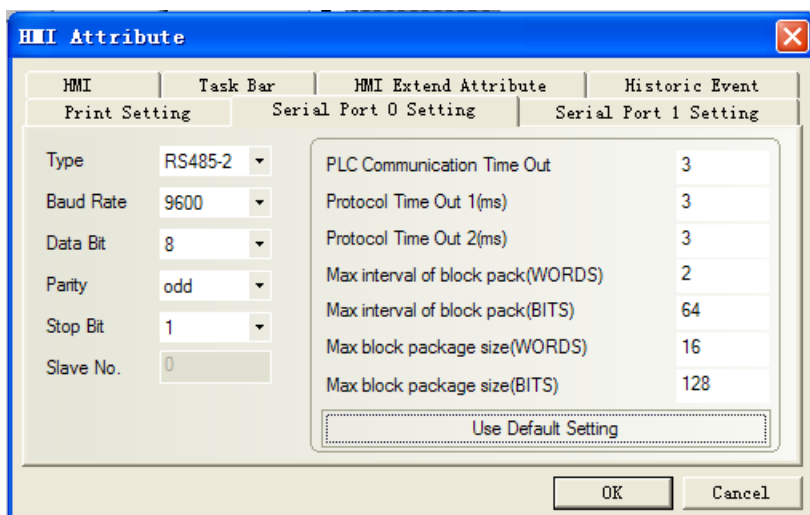 HMI Attribute
HMI
Task Bar
HMI Extend Attribute
Historic Event
Print Setting
Serial Port 0 Setting
Serial Port 1 Setting
Type RS485-2
Baud Rate 9600
Data Bit 8
Parity odd
Stop Bit 1
Slave No. 0
PLC Communication Time Out 3
Protocol Time Out 1(ms) 3
Protocol Time Out 2(ms) 3
Max interval of block pack(WORDS) 2
Max interval of block pack(BITS) 64
Max block package size(WORDS) 16
Max block package size(BITS) 128
Use Default Setting
OK
Cancel